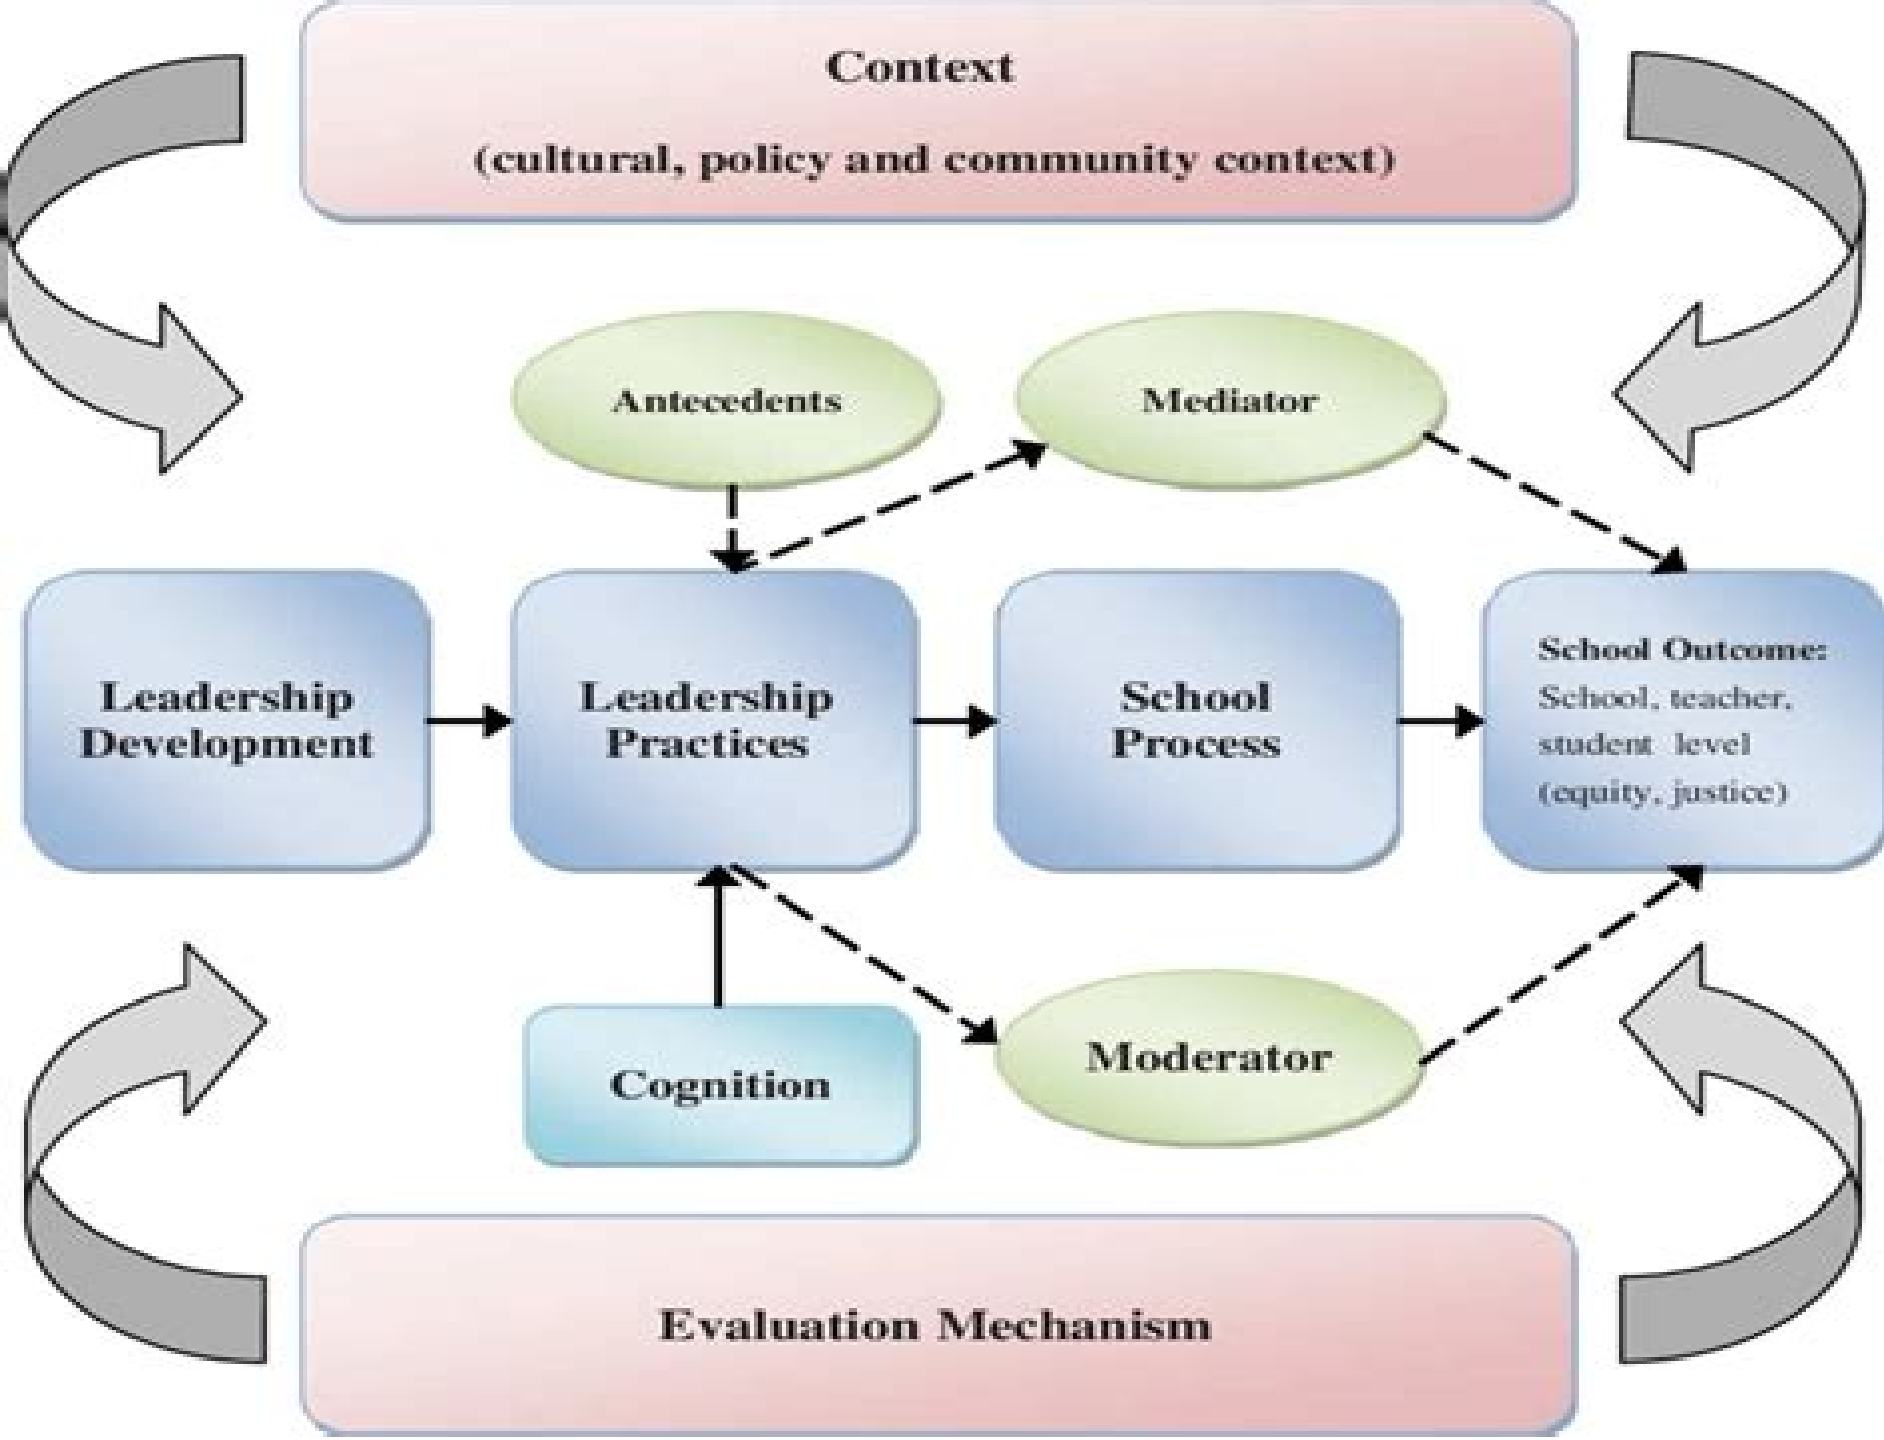 Context
(cultural, policy and community context)
Antecedents
Mediator
Leadership
Development
Leadership
Practices
School
Process
School Outcome:
School, teacher,
student level
(equity, justice)
Cognition
Moderator
Evaluation Mechanism